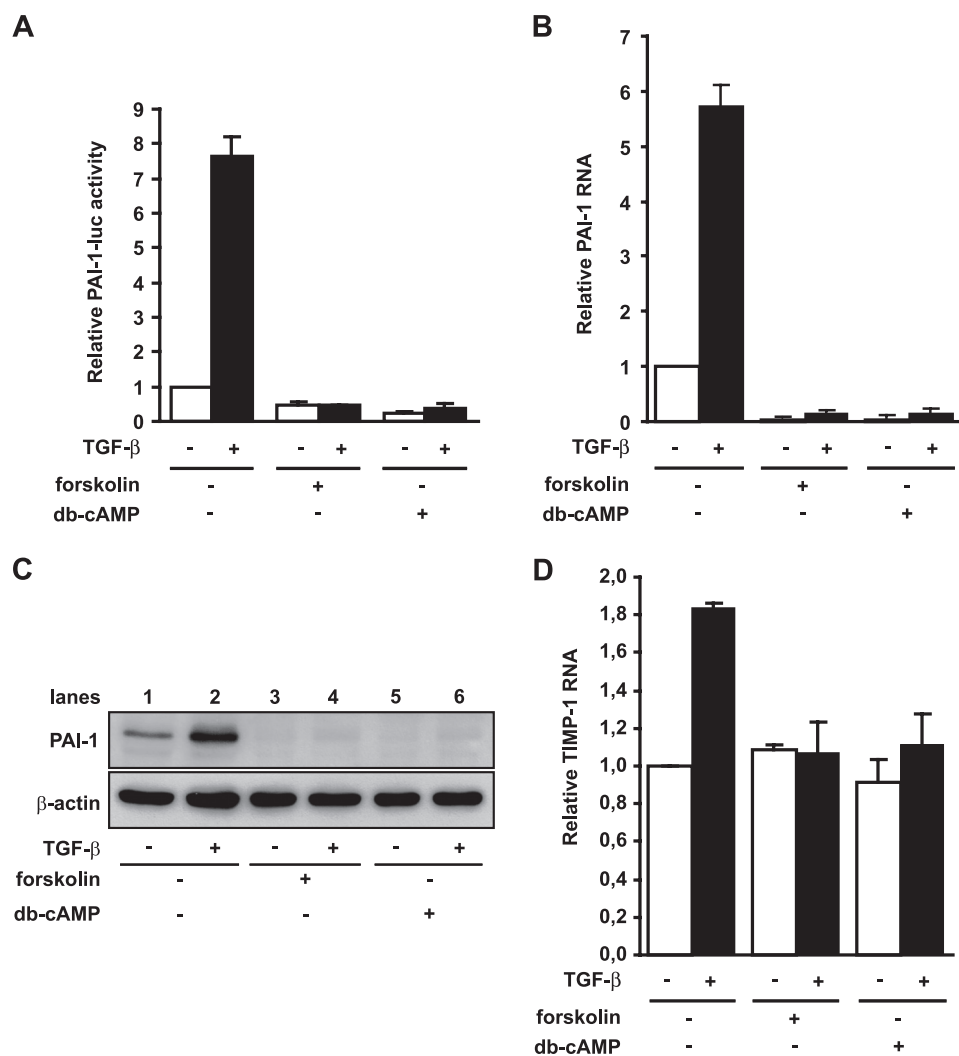 A
Relative PAI-1-luc activity
9
8
7
6
5
4
3
2
1
0
TGF-β - + - + - +
forskolin - + -
db-cAMP - - +
B
Relative PAI-1 RNA
7
6
5
4
3
2
1
0
TGF-β - + - + - +
forskolin - + -
db-cAMP - - +
C
lanes 1 2 3 4 5 6
PAI-1
β-actin
TGF-β - + - + - +
forskolin - + -
db-cAMP - - +
D
Relative TIMP-1 RNA
2,0
1,8
1,6
1,4
1,2
1,0
0,8
0,6
0,4
0,2
0,0
TGF-β - + - + - +
forskolin - + -
db-cAMP - - +